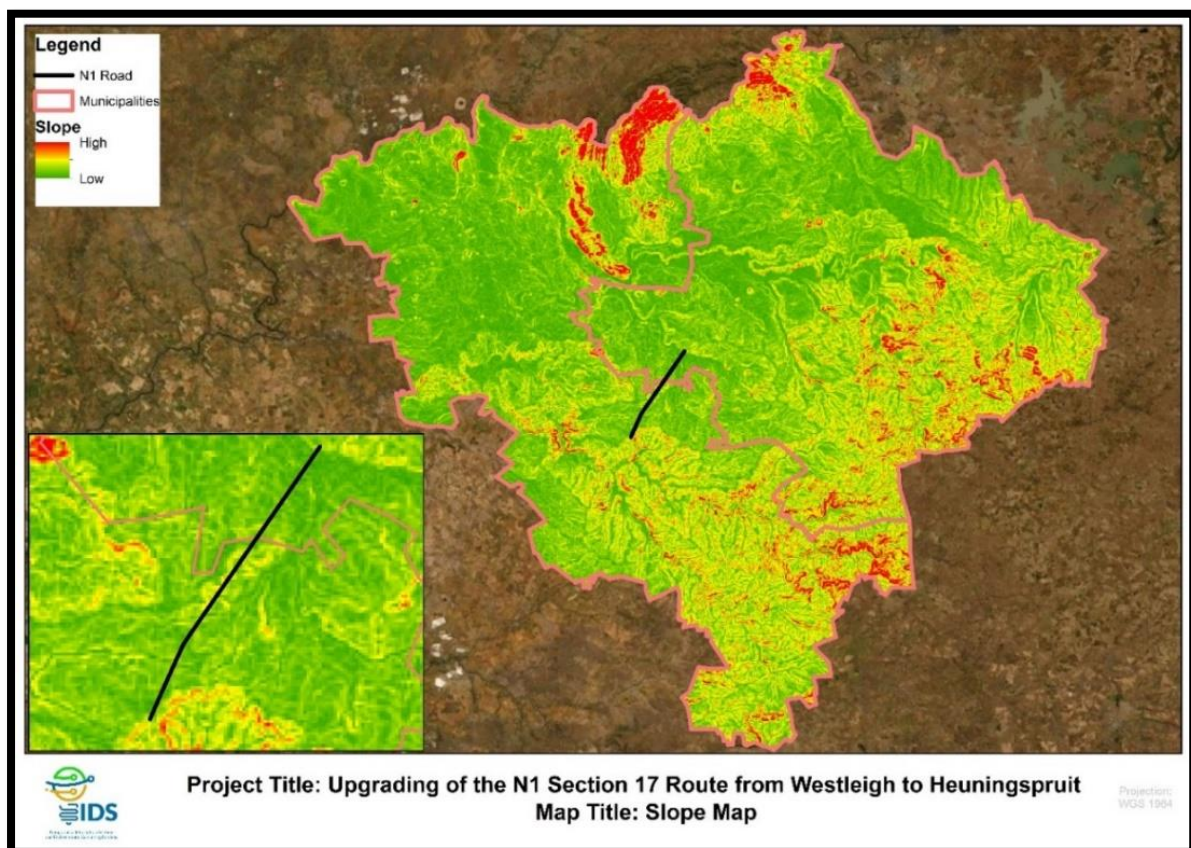 Legend
N1 Road
Municipalities
Slope
High
Low
IDS
Project Title: Upgrading of the N1 Section 17 Route from Westleigh to Heuningspruit
Map Title: Slope Map
Projection:
WGS 1984